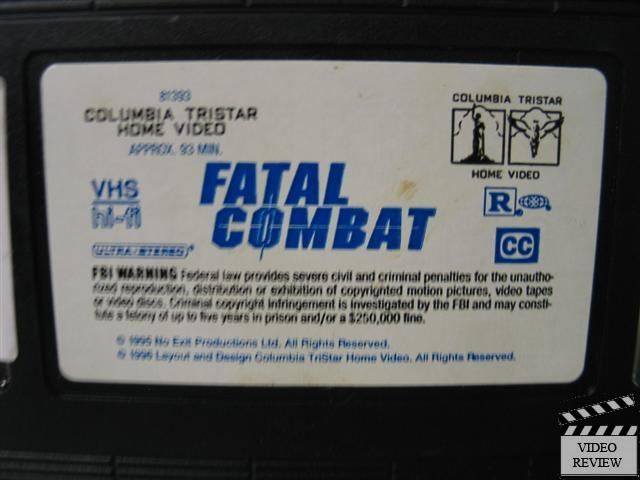 81393
COLUMBIA TRISTAR
HOME VIDEO
APPROX. 93 MIN.
VHS
hi-fi
ULTRA-STEREO
FATAL
COMBAT
COLUMBIA TRISTAR
HOME VIDEO
R
CC
FBI WARNING Federal law provides severe civil and criminal penalties for the unautho-
rized reproduction, distribution or exhibition of copyrighted motion pictures, video tapes
or video discs. Criminal copyright infringement is investigated by the FBI and may consti-
tute a felony of up to five years in prison and/or a $250,000 fine.
© 1995 No Exit Productions Ltd. All Rights Reserved.
© 1996 Layout and Design Columbia TriStar Home Video. All Rights Reserved.
VIDEO
REVIEW